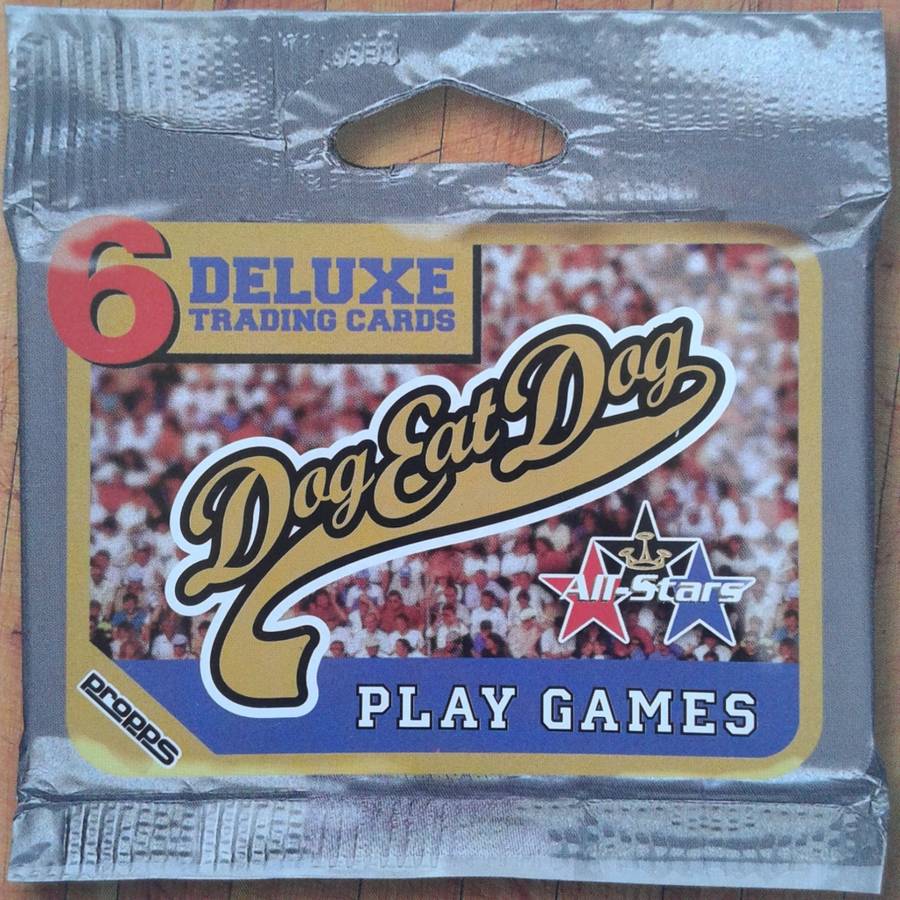 6
DELUXE
TRADING CARDS
Dog Eat Dog
All-Stars
propps
PLAY GAMES